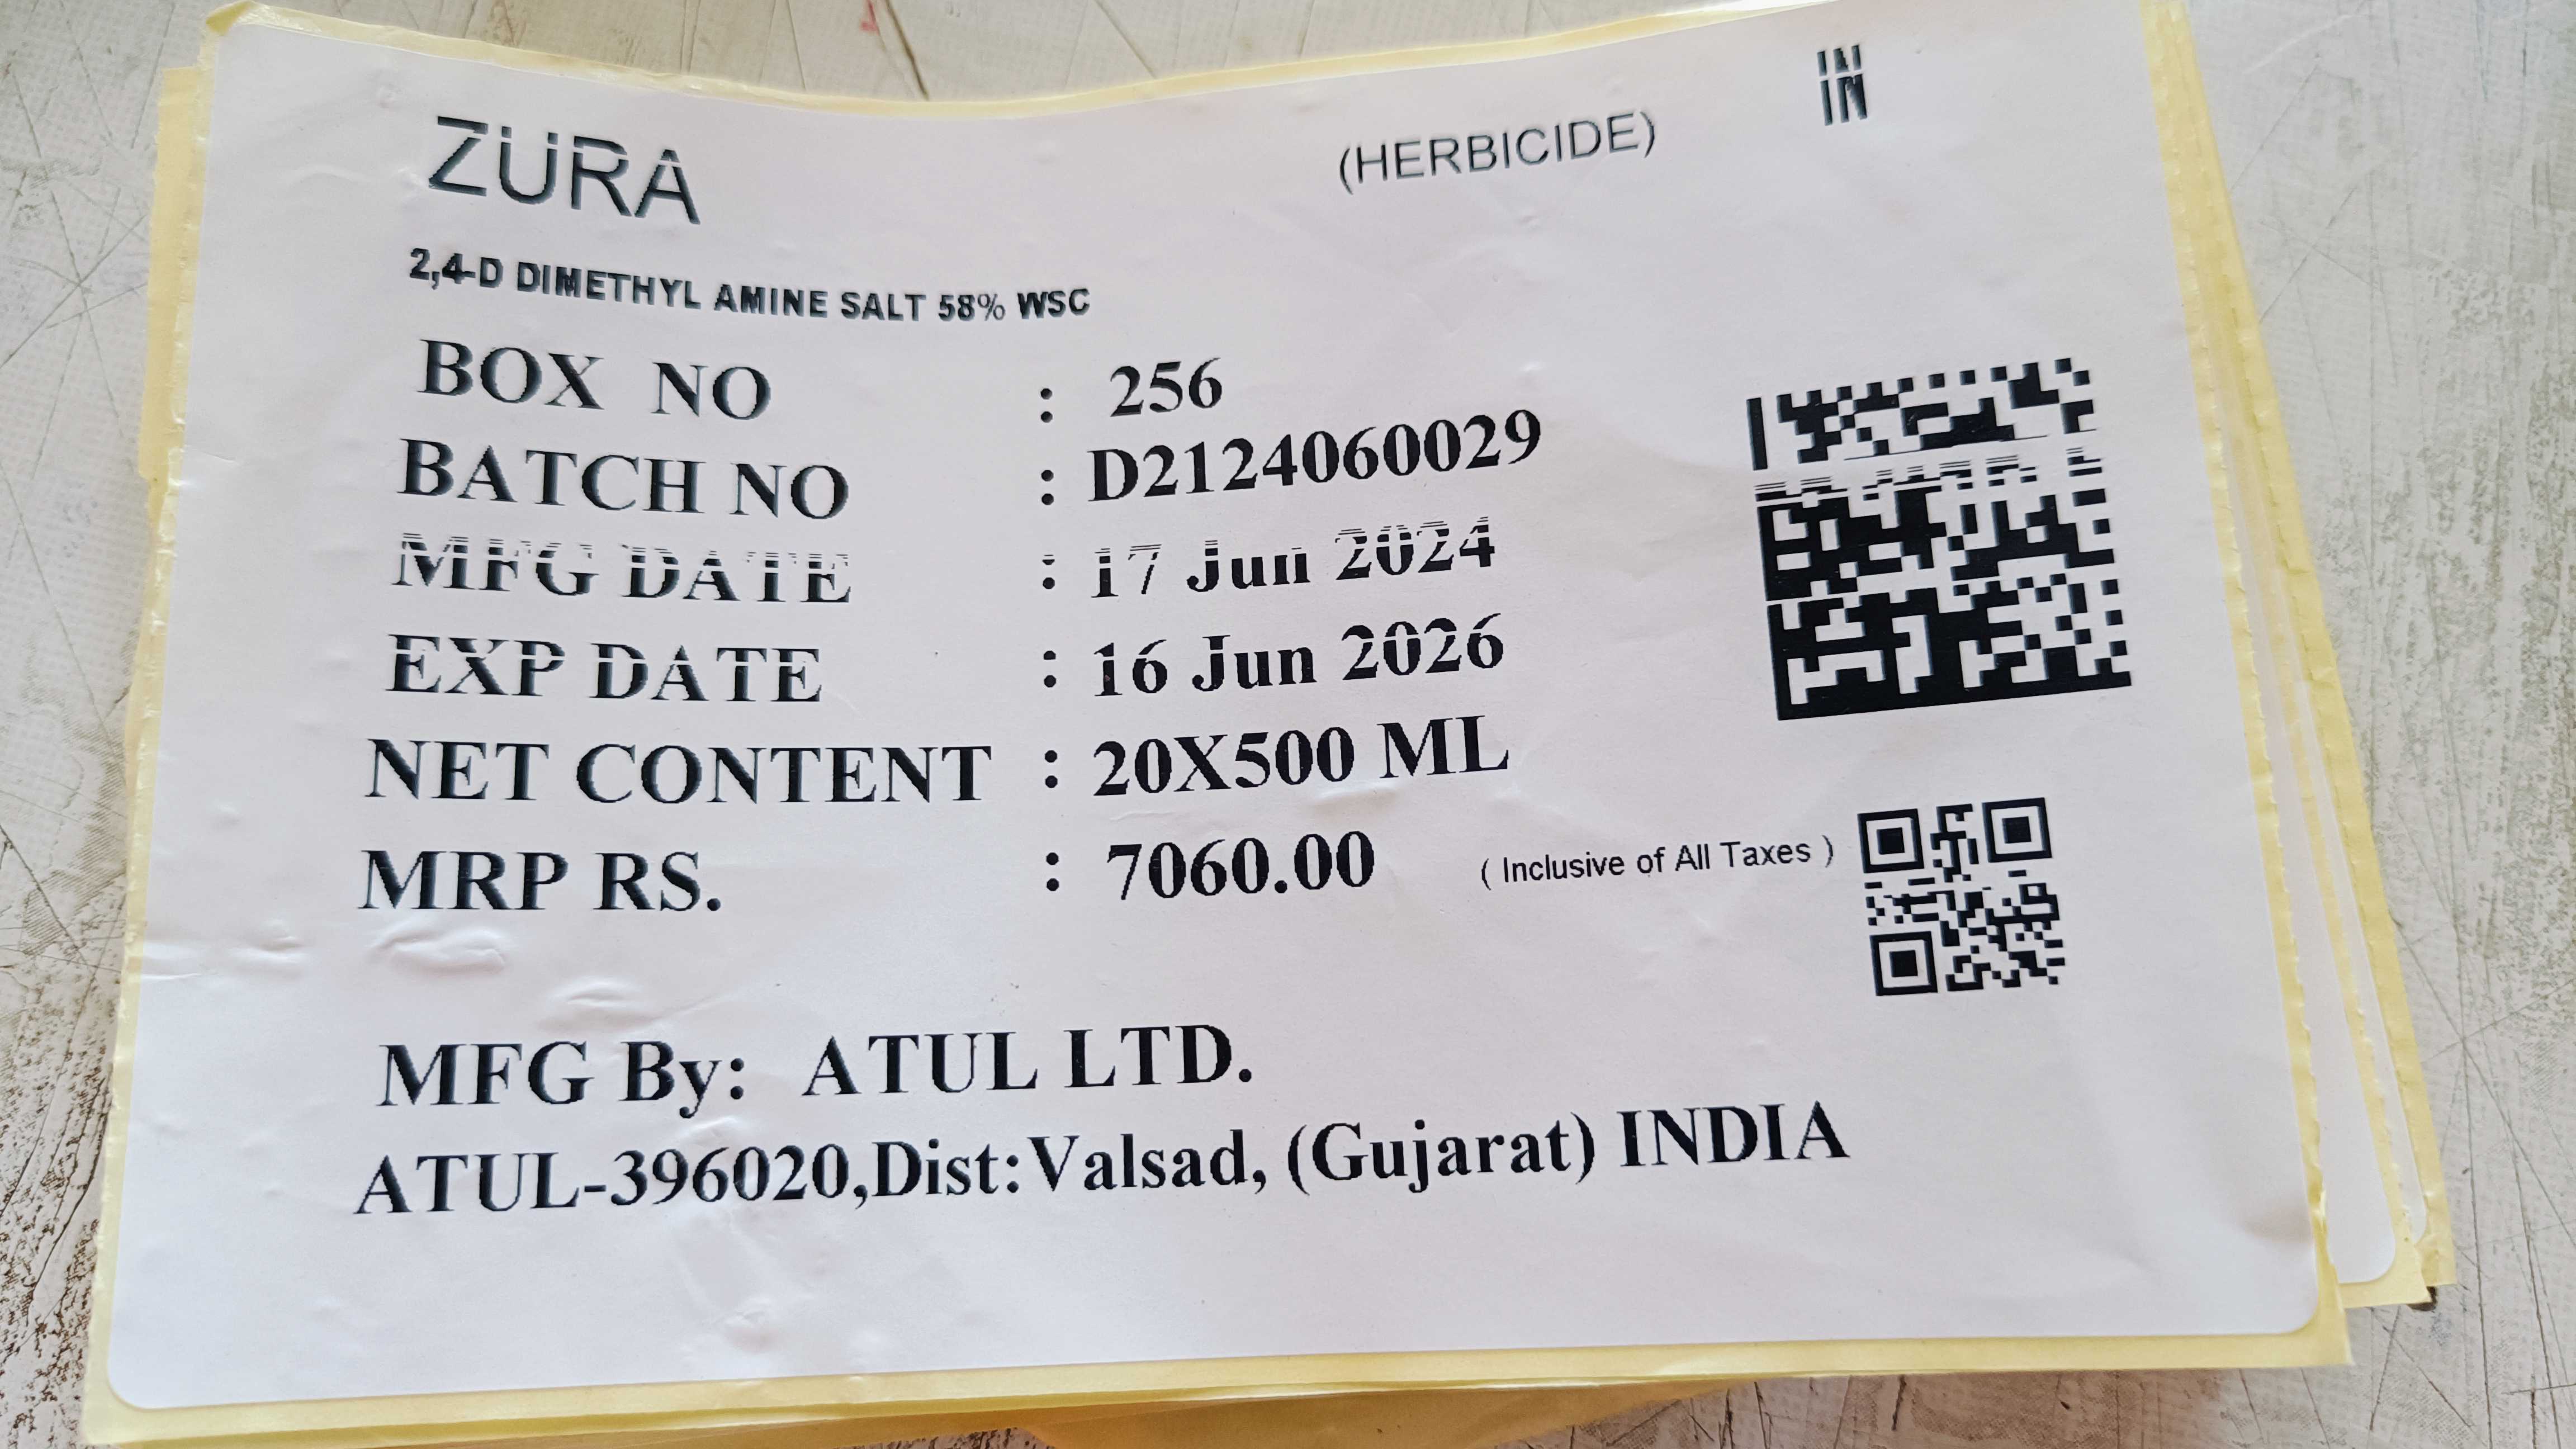 ZURA (HERBICIDE) IN
2,4-D DIMETHYL AMINE SALT 58% WSC
BOX NO : 256
BATCH NO : D2124060029
MFG DATE : 17 Jun 2024
EXP DATE : 16 Jun 2026
NET CONTENT : 20X500 ML
MRP RS. : 7060.00 ( Inclusive of All Taxes )
MFG By: ATUL LTD.
ATUL-396020,Dist:Valsad, (Gujarat) INDIA